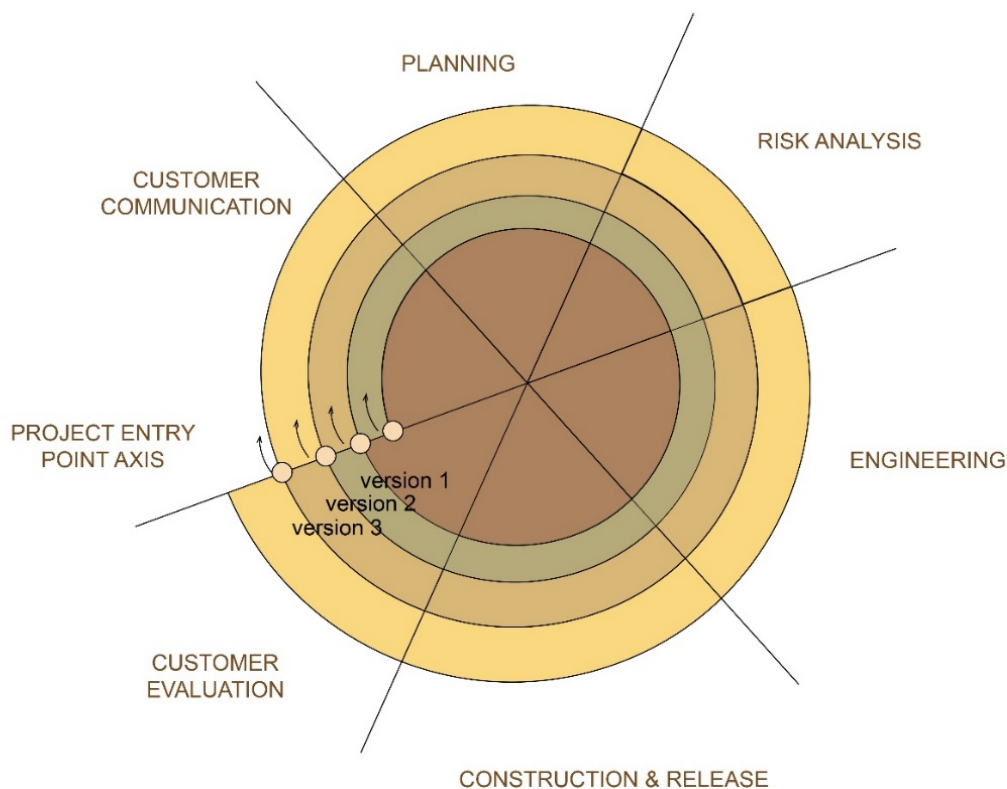 PLANNING
RISK ANALYSIS
CUSTOMER
COMMUNICATION
PROJECT ENTRY
POINT AXIS
ENGINEERING
version 1
version 2
version 3
CUSTOMER
EVALUATION
CONSTRUCTION & RELEASE